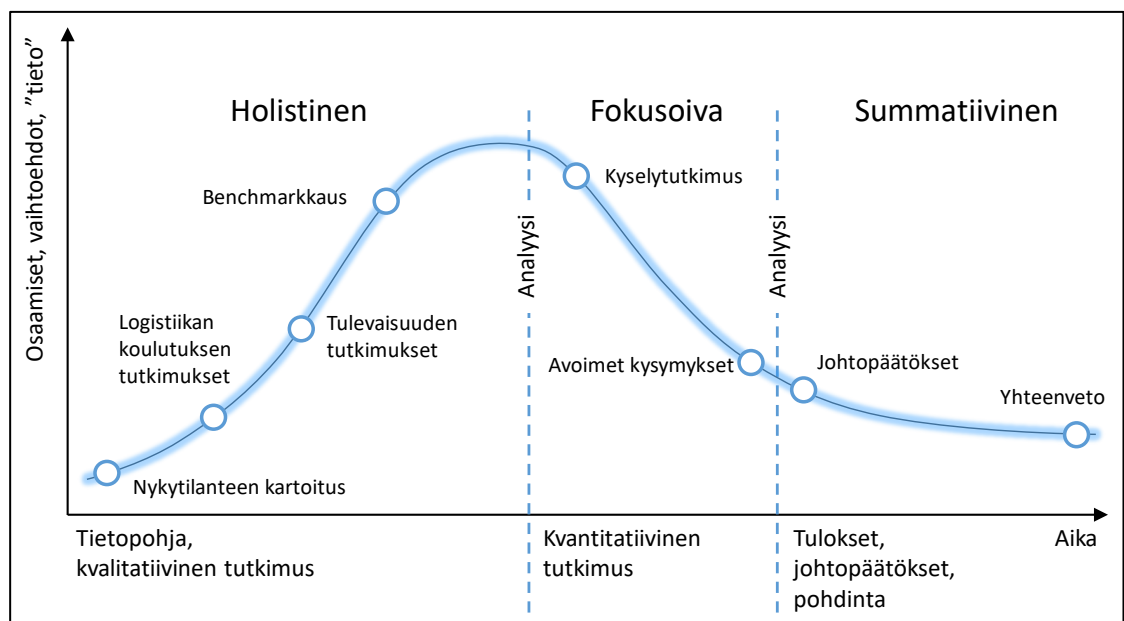 Osaamiset, vaihtoehdot, ”tieto”
Holistinen
Fokusoiva
Summatiivinen
Benchmarkkaus
Kyselytutkimus
Analyysi
Analyysi
Logistiikan
koulutuksen
tutkimukset
Tulevaisuuden
tutkimukset
Avoimet kysymykset
Johtopäätökset
Yhteenveto
Nykytilanteen kartoitus
Tietopohja,
kvalitatiivinen tutkimus
Kvantitatiivinen
tutkimus
Tulokset,
johtopäätökset,
pohdinta
Aika